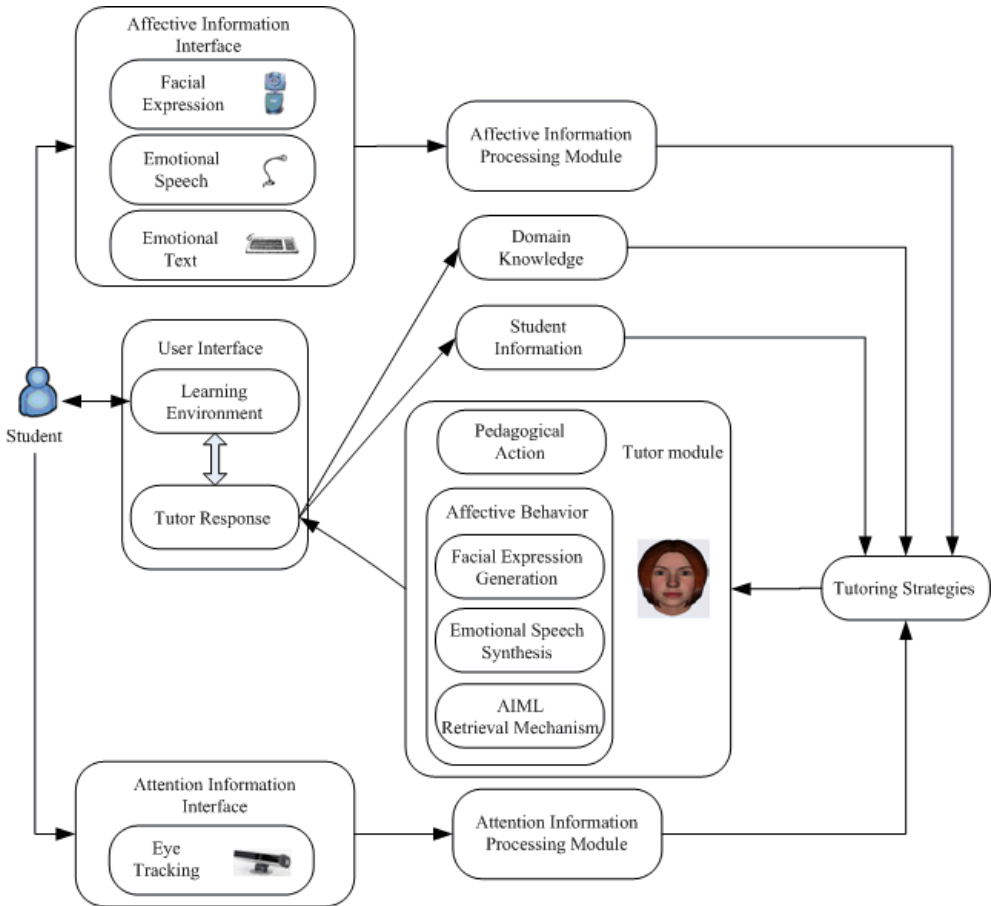 Affective Information
Interface
Facial
Expression
Emotional
Speech
Emotional
Text
Affective Information
Processing Module
Domain
Knowledge
Student
Information
User Interface
Learning
Environment
Tutor Response
Student
Pedagogical
Action
Tutor module
Affective Behavior
Facial Expression
Generation
Emotional Speech
Synthesis
AIML
Retrieval Mechanism
Tutoring Strategies
Attention Information
Interface
Eye
Tracking
Attention Information
Processing Module